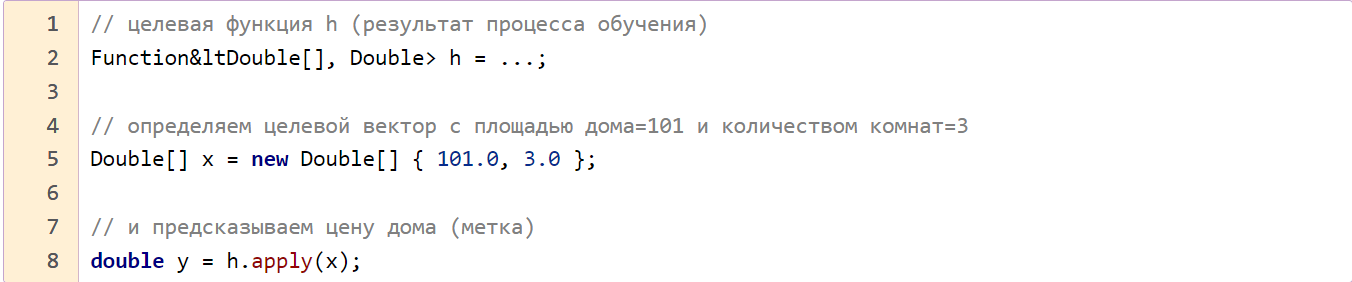 1 // целевая функция h (результат процесса обучения)
2 Function&ltDouble[], Double> h = ...;
3
4 // определяем целевой вектор с площадью дома=101 и количеством комнат=3
5 Double[] x = new Double[] { 101.0, 3.0 };
6
7 // и предсказываем цену дома (метка)
8 double y = h.apply(x);